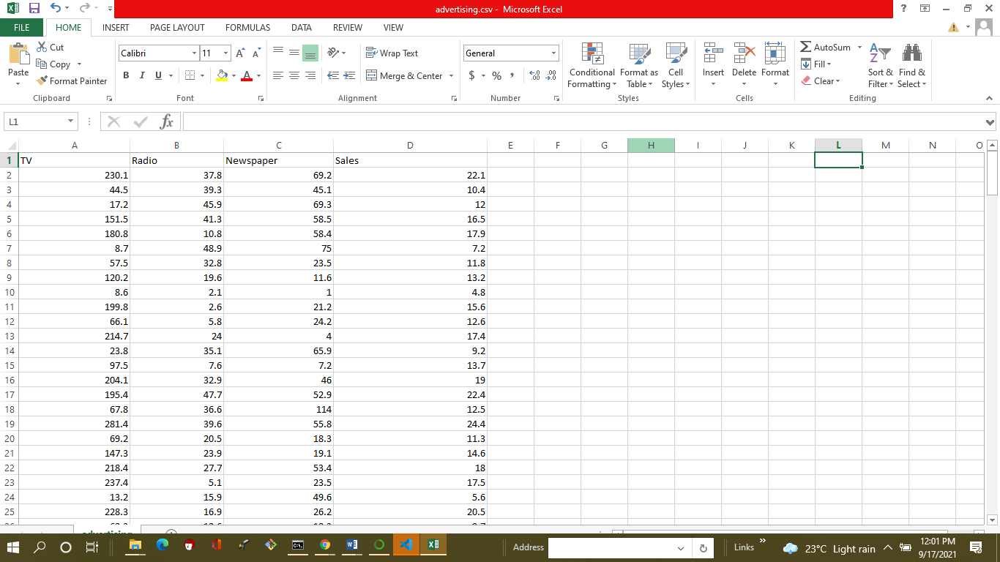 advertising.csv - Microsoft Excel
FILE HOME INSERT PAGE LAYOUT FORMULAS DATA REVIEW VIEW
Paste Cut Copy Format Painter Clipboard
Calibri 11 B I U A Font
Wrap Text Merge & Center Alignment
General $ % , Number
Conditional Formatting Format as Table Cell Styles Styles
Insert Delete Format Cells
AutoSum Fill Clear Sort & Filter Find & Select Editing
L1 fx
A B C D E F G H I J K L M N O
1 TV Radio Newspaper Sales
2 230.1 37.8 69.2 22.1
3 44.5 39.3 45.1 10.4
4 17.2 45.9 69.3 12
5 151.5 41.3 58.5 16.5
6 180.8 10.8 58.4 17.9
7 8.7 48.9 75 7.2
8 57.5 32.8 23.5 11.8
9 120.2 19.6 11.6 13.2
10 8.6 2.1 1 4.8
11 199.8 2.6 21.2 15.6
12 66.1 5.8 24.2 12.6
13 214.7 24 4 17.4
14 23.8 35.1 65.9 9.2
15 97.5 7.6 7.2 13.7
16 204.1 32.9 46 19
17 195.4 47.7 52.9 22.4
18 67.8 36.6 114 12.5
19 281.4 39.6 55.8 24.4
20 69.2 20.5 18.3 11.3
21 147.3 23.9 19.1 14.6
22 218.4 27.7 53.4 18
23 237.4 5.1 23.5 17.5
24 13.2 15.9 49.6 5.6
25 228.3 16.9 26.2 20.5
advertising
Address Links 23°C Light rain 12:01 PM
9/17/2021